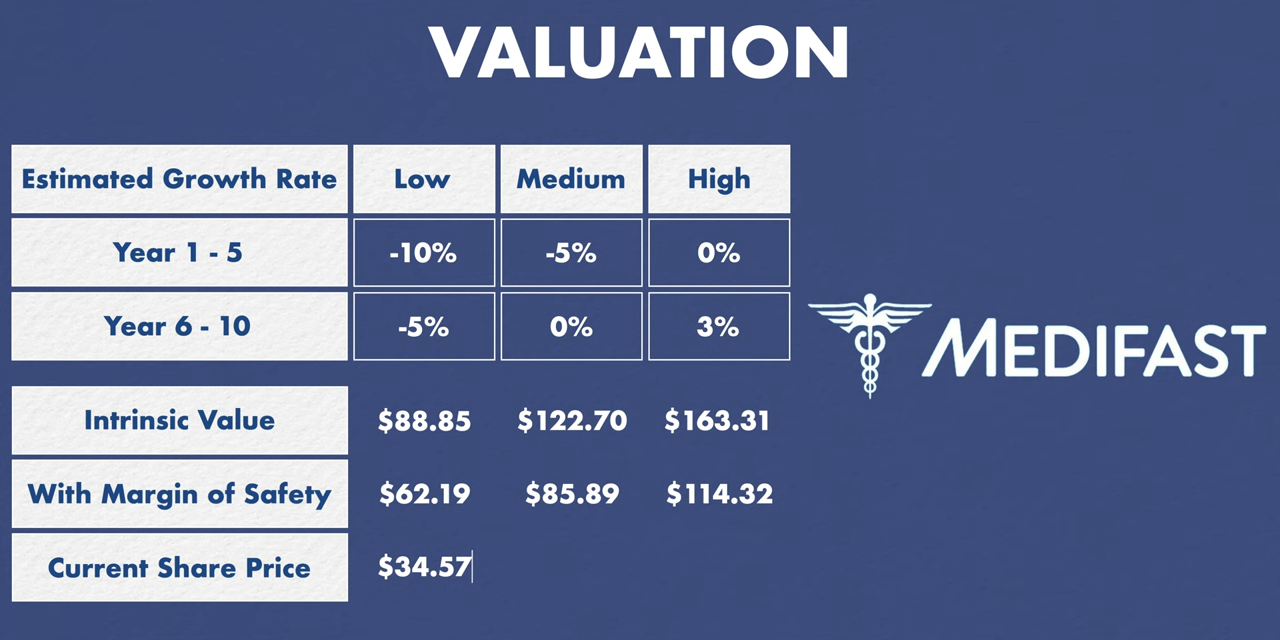 VALUATION
Estimated Growth Rate Low Medium High
Year 1 - 5 -10% -5% 0%
Year 6 - 10 -5% 0% 3%
MEDIFAST
Intrinsic Value $88.85 $122.70 $163.31
With Margin of Safety $62.19 $85.89 $114.32
Current Share Price $34.57